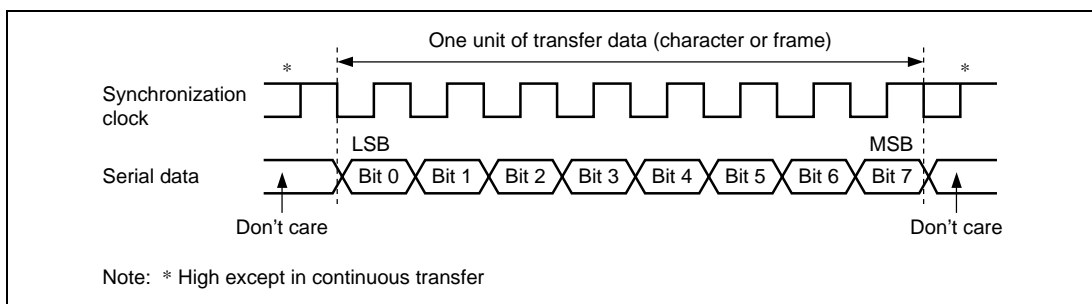 One unit of transfer data (character or frame)
* *
Synchronization
clock
LSB MSB
Serial data Bit 0 Bit 1 Bit 2 Bit 3 Bit 4 Bit 5 Bit 6 Bit 7
Don’t care Don’t care
Note: * High except in continuous transfer